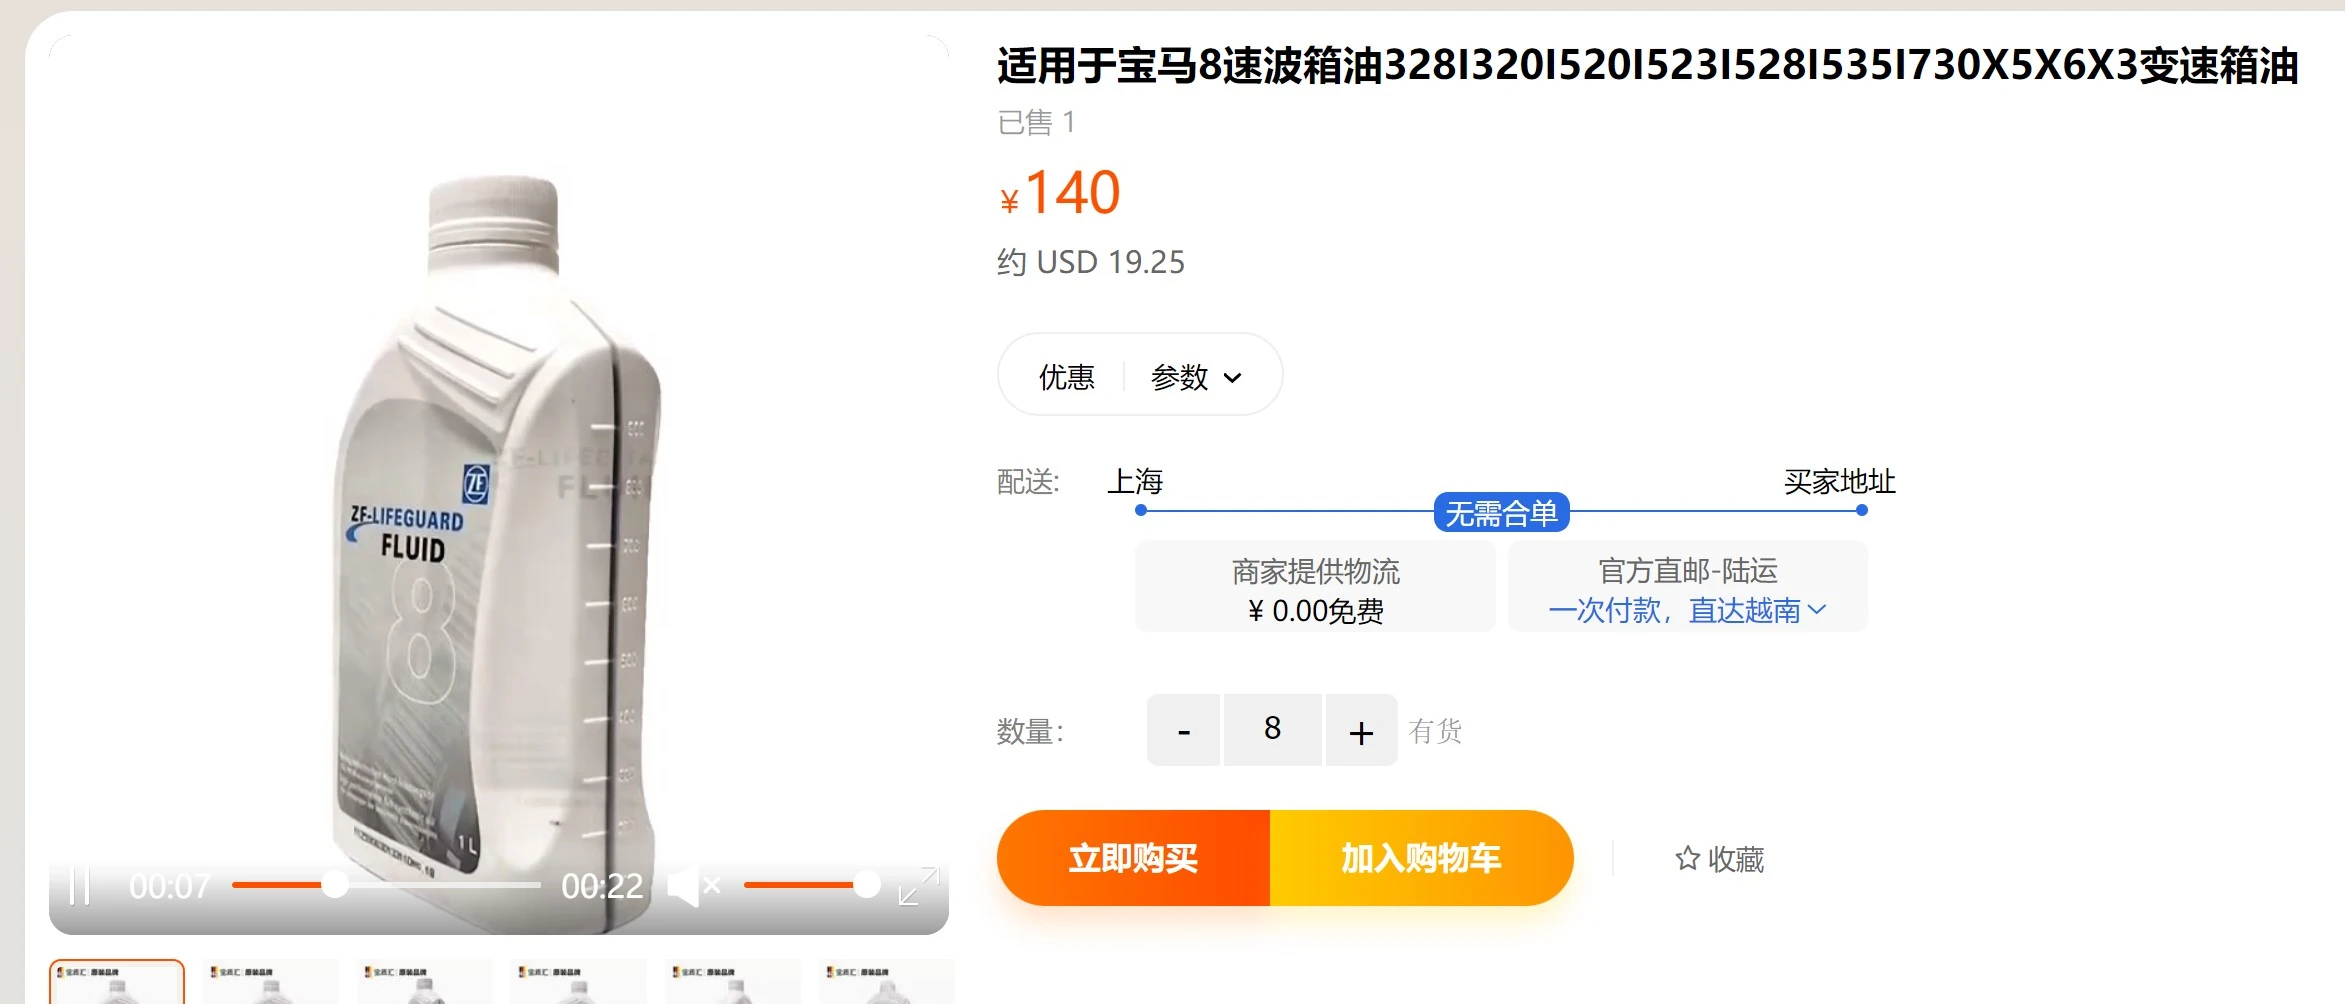 适用于宝马8速波箱油328I320I520I523I528I535I730X5X6X3变速箱油
已售 1
¥140
约 USD 19.25
优惠
参数
配送:
上海
买家地址
无需合单
商家提供物流
¥ 0.00免费
官方直邮-陆运
一次付款，直达越南
数量:
-
8
+
有货
立即购买
加入购物车
收藏
ZF
ZF-LIFEGUARD
FLUID
8
1 L
00:07
00:22